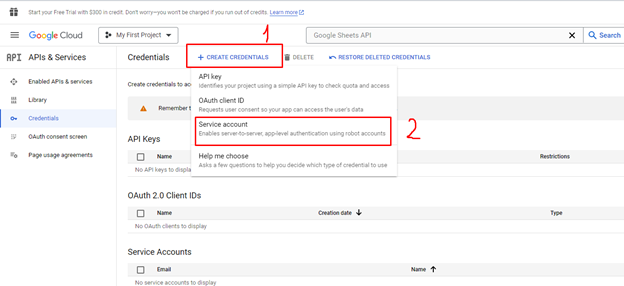 Start your Free Trial with $300 in credit. Don't worry—you won't be charged if you run out of credits. Learn more
1
Google Cloud My First Project Google Sheets API Search
API APIs & Services Credentials + CREATE CREDENTIALS DELETE RESTORE DELETED CREDENTIALS
Enabled APIs & services
Library
Credentials
OAuth consent screen
Page usage agreements
Create credentials to acce
Remember t
API key
Identifies your project using a simple API key to check quota and access
OAuth client ID
Requests user consent so your app can access the user's data
Service account
Enables server-to-server, app-level authentication using robot accounts
2
Help me choose
Asks a few questions to help you decide which type of credential to use
API Keys
Name Restrictions
No API keys to displa
OAuth 2.0 Client IDs
Name Creation date Type
No OAuth clients to display
Service Accounts
Email Name
No service accounts to display